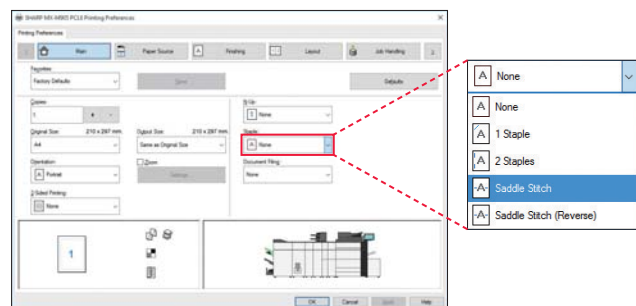 SHARP MX-M905 PCL6 Printing Preferences
Printing Preferences
Main
Paper Source
Finishing
Layout
Job Handling
Favorites:
Factory Defaults
Save...
Defaults
Copies:
1
N-Up:
1 None
Original Size: 210 x 297 mm.
Output Size: 210 x 297 mm.
Staple:
A4
Same as Original Size
A None
Orientation:
Zoom
Document Filing:
A Portrait
Settings...
None
2-Sided Printing:
None
1
OK
Cancel
Help
A None
A None
A 1 Staple
A 2 Staples
-A- Saddle Stitch
-A- Saddle Stitch (Reverse)